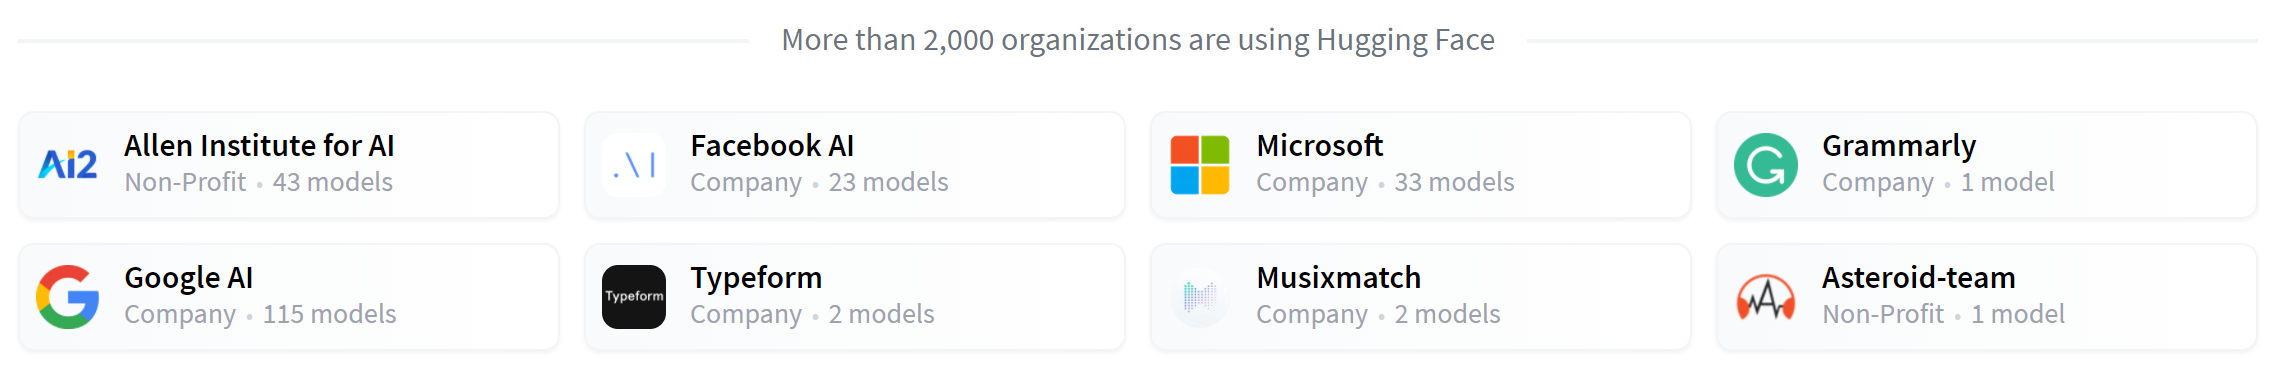 More than 2,000 organizations are using Hugging Face
AI2
Allen Institute for AI
Non-Profit • 43 models
.\I
Facebook AI
Company • 23 models
Microsoft
Company • 33 models
Grammarly
Company • 1 model
Google AI
Company • 115 models
Typeform
Typeform
Company • 2 models
Musixmatch
Company • 2 models
Asteroid-team
Non-Profit • 1 model